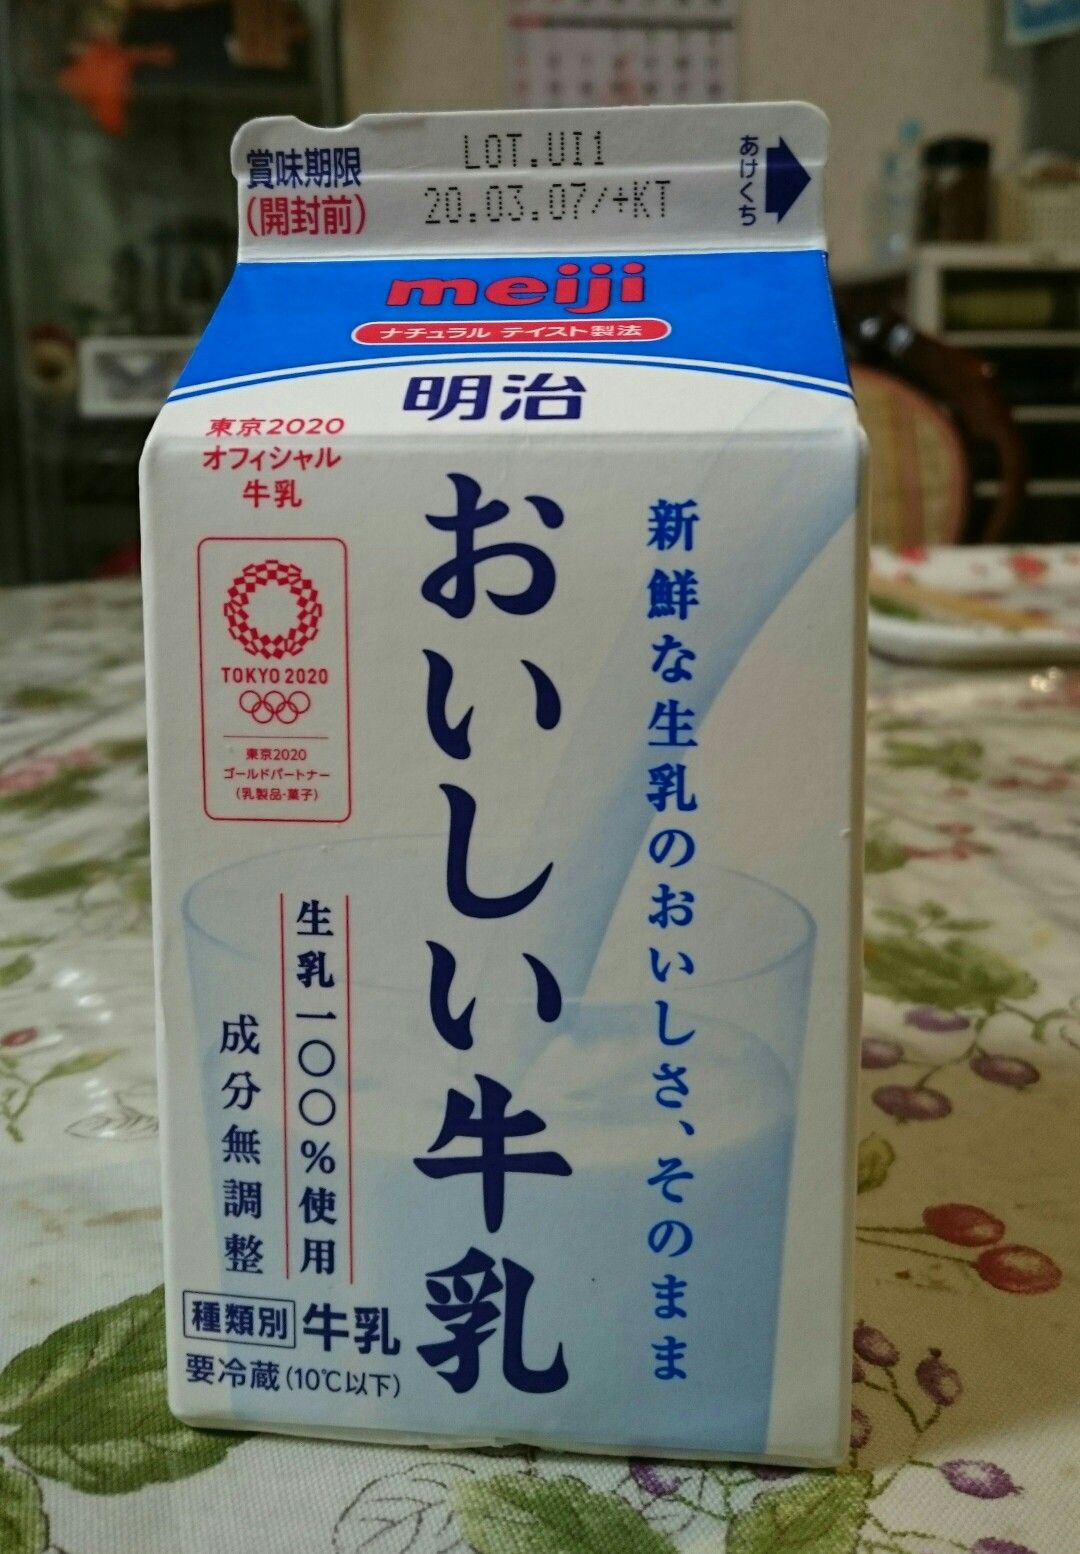 賞味期限
(開封前)
LOT.UI1
20.03.07/+KT
あけくち
meiji
ナチュラル テイスト製法
明治
東京2020
オフィシャル
牛乳
TOKYO 2020
東京2020
ゴールドパートナー
(乳製品・菓子)
新鮮な生乳のおいしさ、そのまま
おいしい牛乳
生乳一〇〇%使用
成分無調整
種類別 牛乳
要冷蔵(10℃以下)